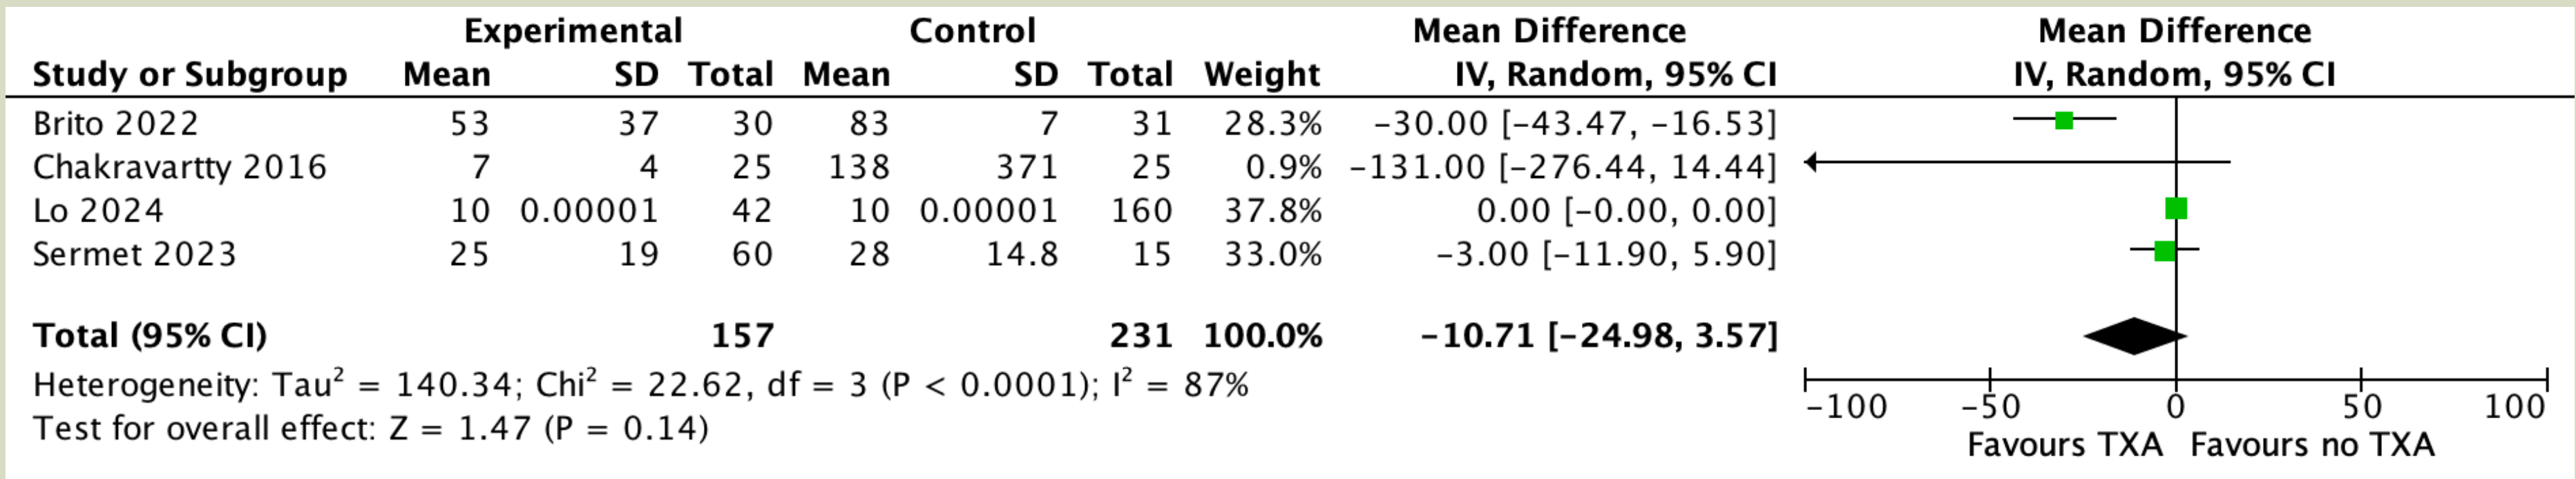 Experimental Control Mean Difference Mean Difference
Study or Subgroup Mean SD Total Mean SD Total Weight IV, Random, 95% CI IV, Random, 95% CI
Brito 2022 53 37 30 83 7 31 28.3% −30.00 [−43.47, −16.53]
Chakravartty 2016 7 4 25 138 371 25 0.9% −131.00 [−276.44, 14.44]
Lo 2024 10 0.00001 42 10 0.00001 160 37.8% 0.00 [−0.00, 0.00]
Sermet 2023 25 19 60 28 14.8 15 33.0% −3.00 [−11.90, 5.90]
Total (95% CI) 157 231 100.0% −10.71 [−24.98, 3.57]
Heterogeneity: Tau² = 140.34; Chi² = 22.62, df = 3 (P < 0.0001); I² = 87%
Test for overall effect: Z = 1.47 (P = 0.14)
−100 −50 0 50 100
Favours TXA Favours no TXA